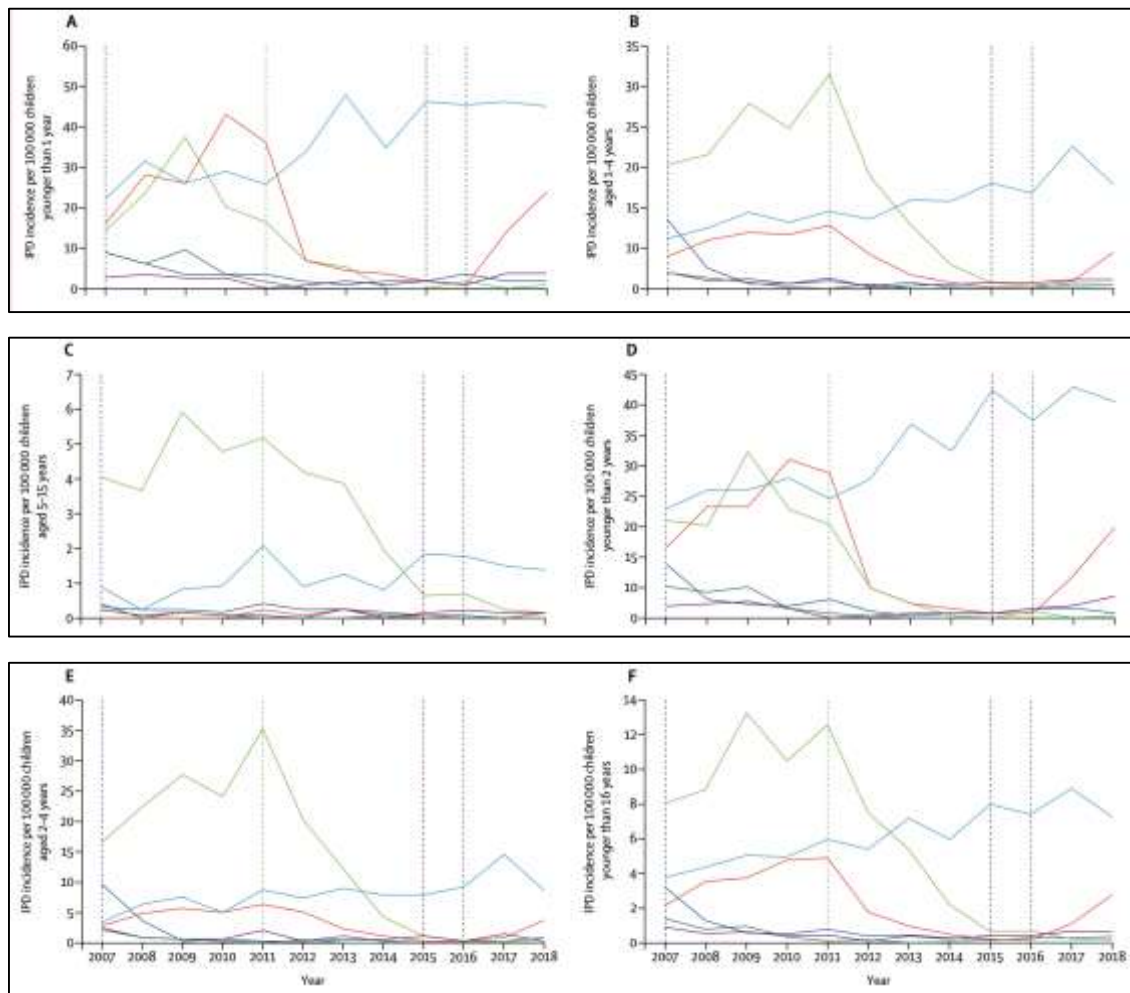 A
IPD incidence per 100 000 children
younger than 1 year
60
50
40
30
20
10
0
B
IPD incidence per 100 000 children
aged 1–4 years
35
30
25
20
15
10
0
C
IPD incidence per 100 000 children
aged 5–15 years
7
6
5
4
3
2
1
0
D
IPD incidence per 100 000 children
younger than 2 years
45
40
35
30
25
20
15
10
0
E
IPD incidence per 100 000 children
aged 2–4 years
40
35
30
25
20
15
10
5
0
2007 2008 2009 2010 2011 2012 2013 2014 2015 2016 2017 2018
Year
F
IPD incidence per 100 000 children
younger than 16 years
14
12
10
8
6
4
2
0
2007 2008 2009 2010 2011 2012 2013 2014 2015 2016 2017 2018
Year